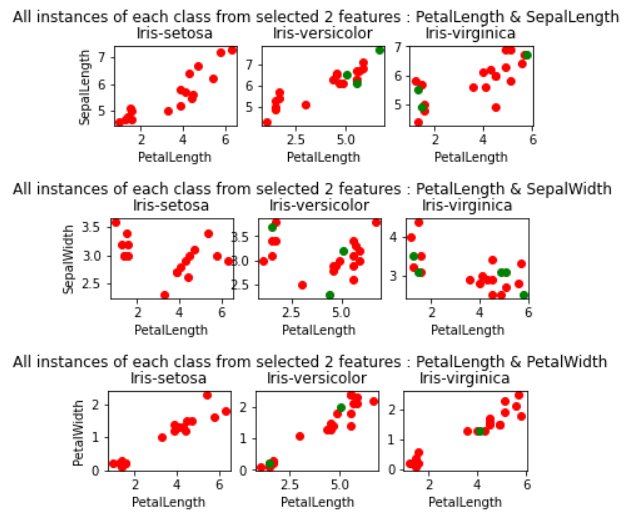 All instances of each class from selected 2 features : PetalLength & SepalLength
Iris-setosa Iris-versicolor Iris-virginica
SepalLength
7
6
5
7
6
5
7
6
5
2 4 6 2.5 5.0 2 4 6
PetalLength PetalLength PetalLength
All instances of each class from selected 2 features : PetalLength & SepalWidth
Iris-setosa Iris-versicolor Iris-virginica
SepalWidth
3.5
3.0
2.5
3.5
3.0
2.5
4
3
2 4 6 2.5 5.0 2 4 6
PetalLength PetalLength PetalLength
All instances of each class from selected 2 features : PetalLength & PetalWidth
Iris-setosa Iris-versicolor Iris-virginica
PetalWidth
2
1
0
2
1
0
2
1
0
2 4 6 2.5 5.0 2 4 6
PetalLength PetalLength PetalLength